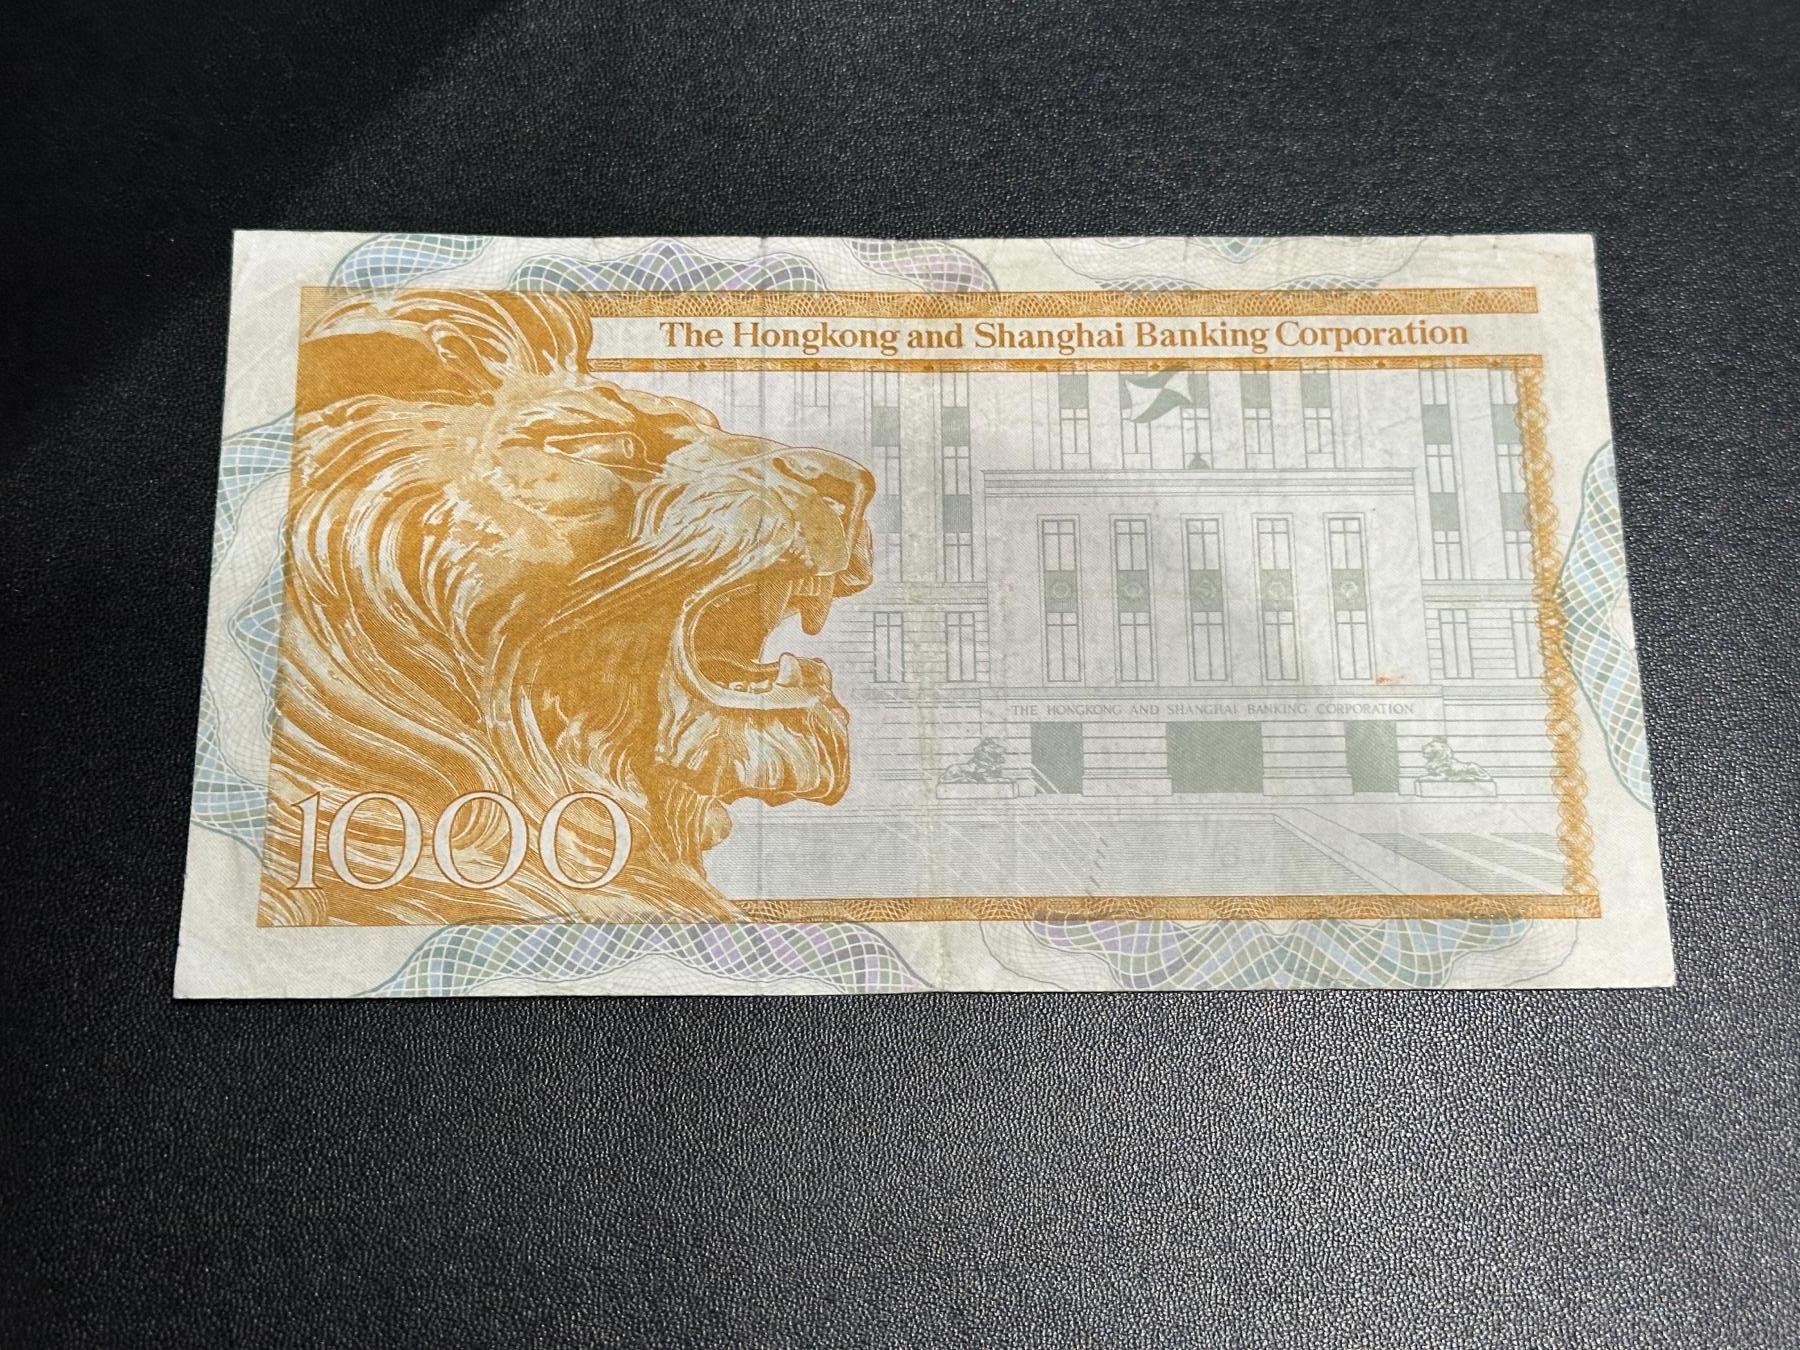 The Hongkong and Shanghai Banking Corporation
THE HONGKONG AND SHANGHAI BANKING CORPORATION
1000